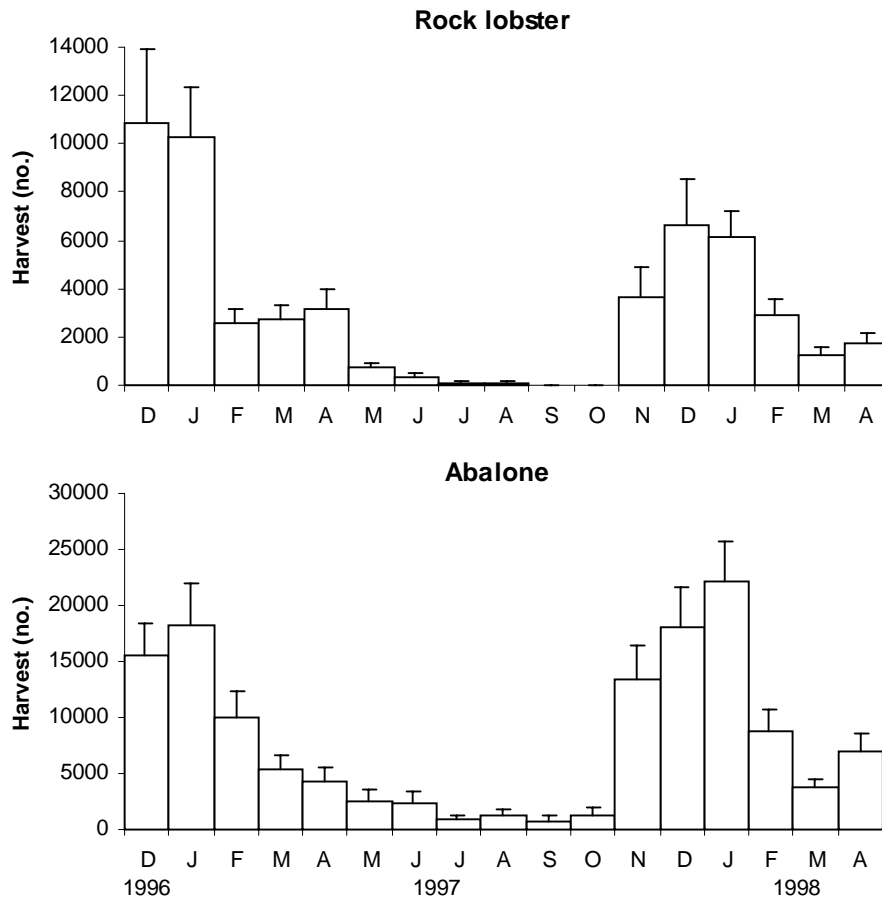 Rock lobster
14000
12000
10000
8000
6000
4000
2000
0
Harvest (no.)
D J F M A M J J A S O N D J F M A
Abalone
30000
25000
20000
15000
10000
5000
0
Harvest (no.)
D J F M A M J J A S O N D J F M A
1996 1997 1998